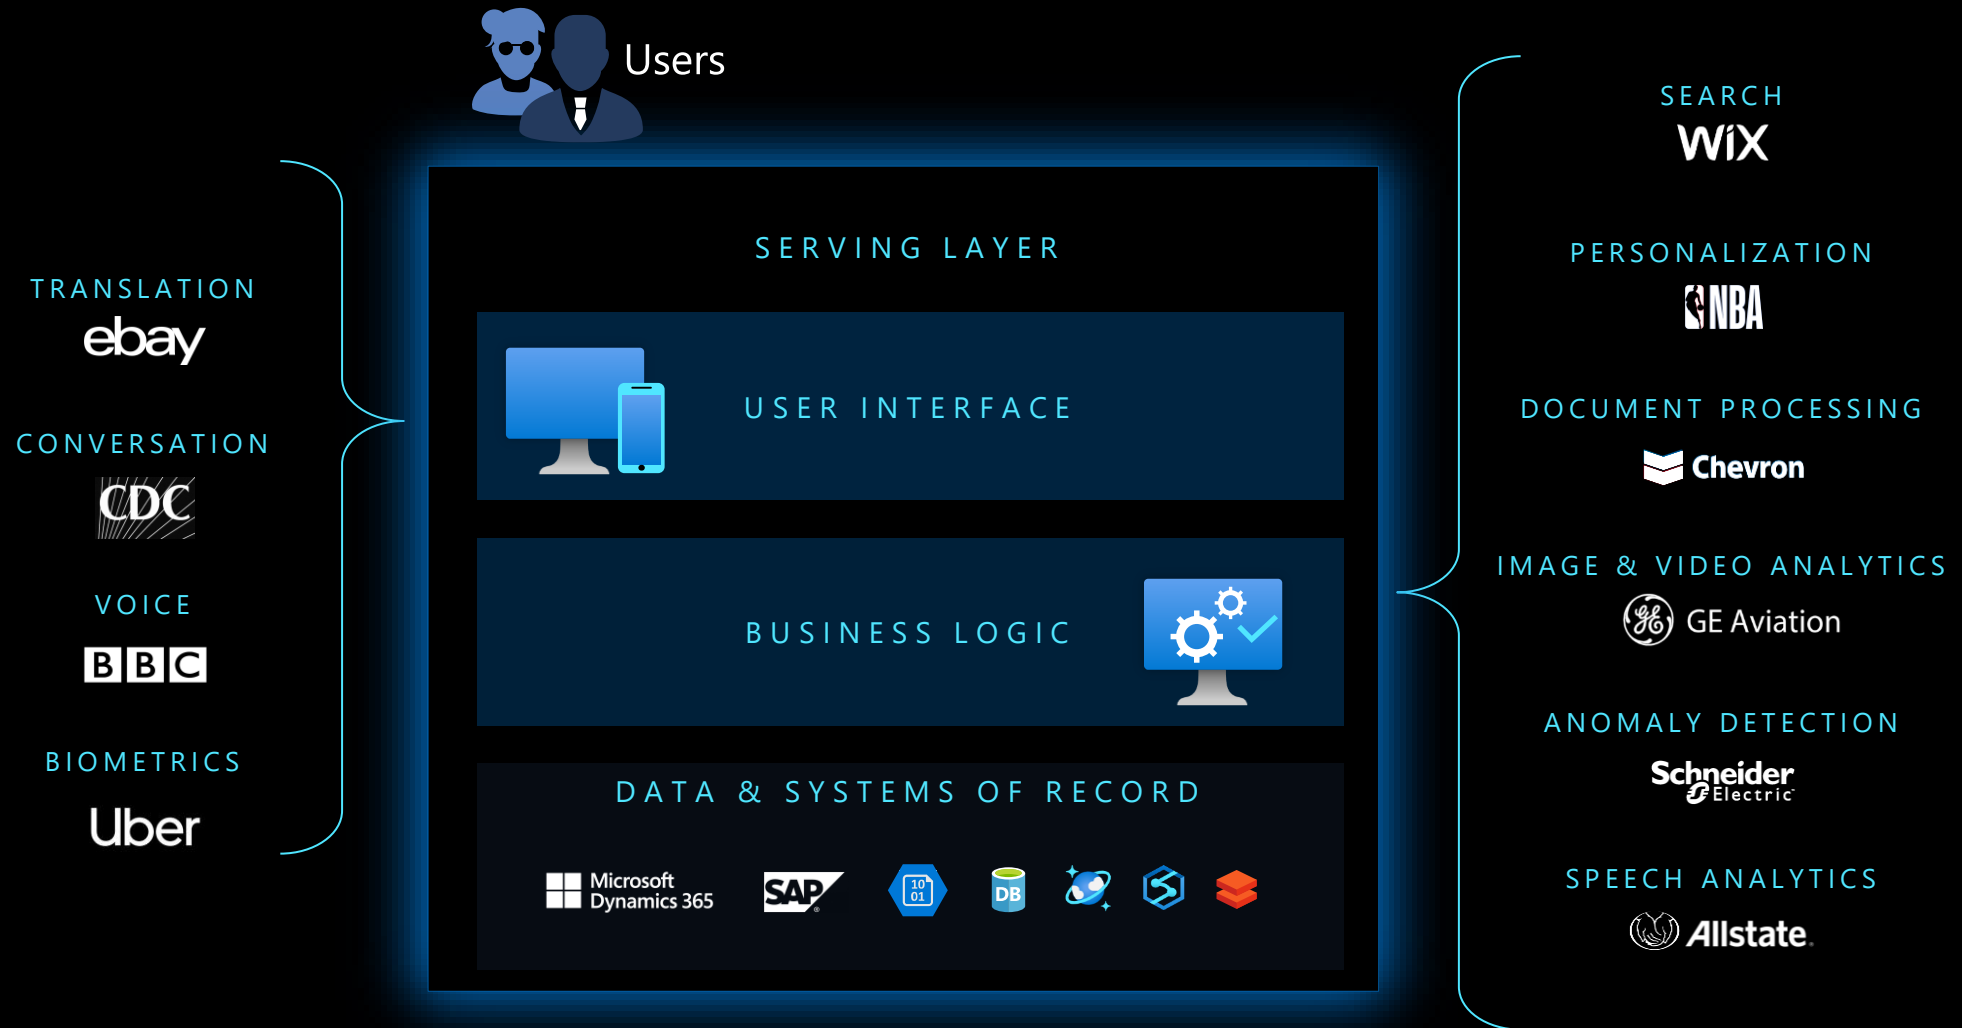 Users
SERVING LAYER
USER INTERFACE
BUSINESS LOGIC
DATA & SYSTEMS OF RECORD
Microsoft
Dynamics 365
SAP
10
01
DB
TRANSLATION
ebay
CONVERSATION
CDC
VOICE
BBC
BIOMETRICS
Uber
SEARCH
WiX
PERSONALIZATION
NBA
DOCUMENT PROCESSING
Chevron
IMAGE & VIDEO ANALYTICS
GE GE Aviation
ANOMALY DETECTION
Schneider
Electric
SPEECH ANALYTICS
Allstate